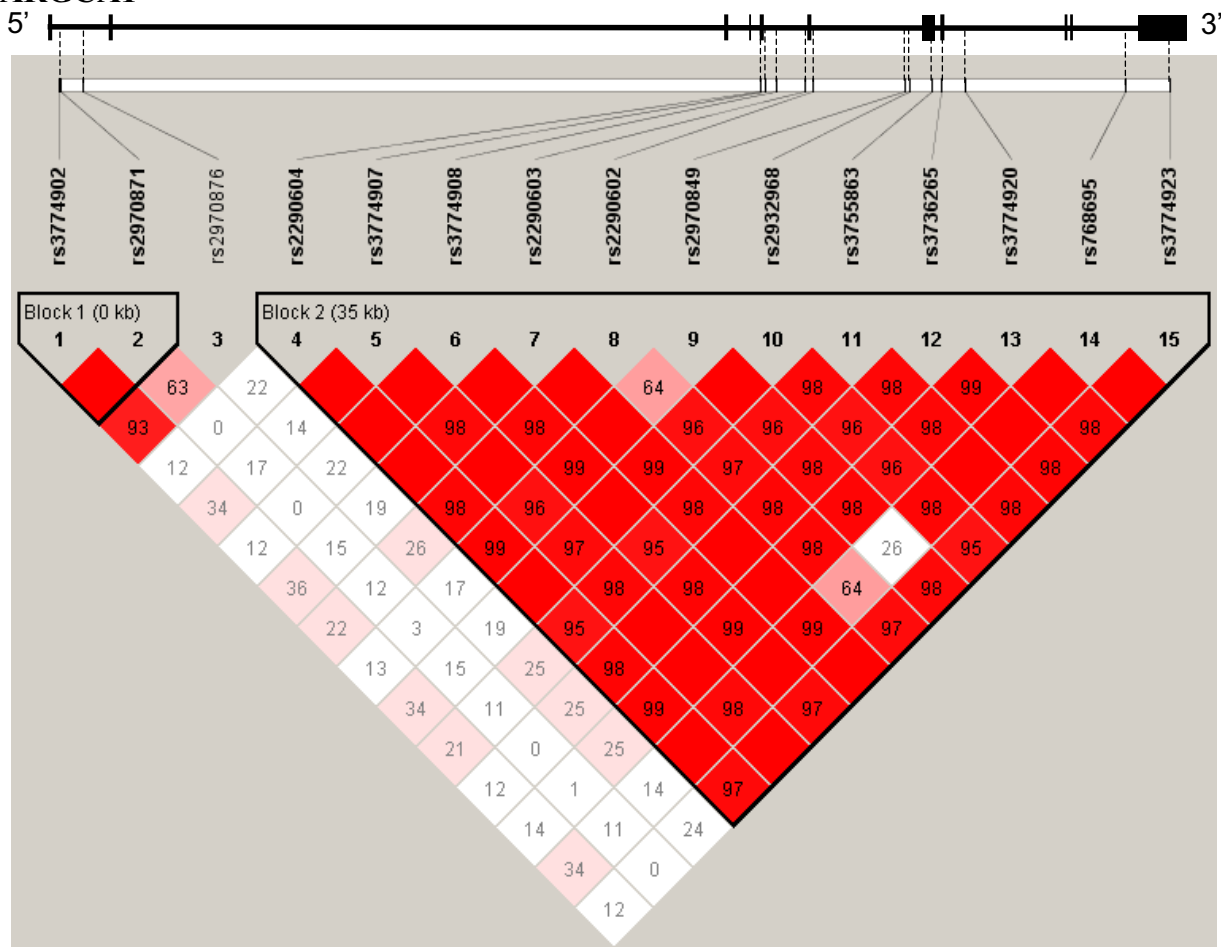 5’ 3’
rs3774902
rs2970871
rs2970876
rs2290604
rs3774907
rs3774908
rs2290603
rs2290602
rs2970849
rs2932968
rs3755863
rs3736265
rs3774920
rs768695
rs3774923
Block 1 (0 kb) Block 2 (35 kb)
1 2 3 4 5 6 7 8 9 10 11 12 13 14 15
63 22 64 98 98 99
93 0 14 98 98 96 96 96 98 98
12 17 22 99 99 97 98 96 98
34 0 19 98 96 98 98 98 98 98
12 15 26 99 97 95 98 26 95
36 12 17 98 98 64 98
22 3 19 95 99 99 97
13 15 25 98
34 11 25 99 98 97
21 0 25
12 1 14 97
14 11 24
34 0
12